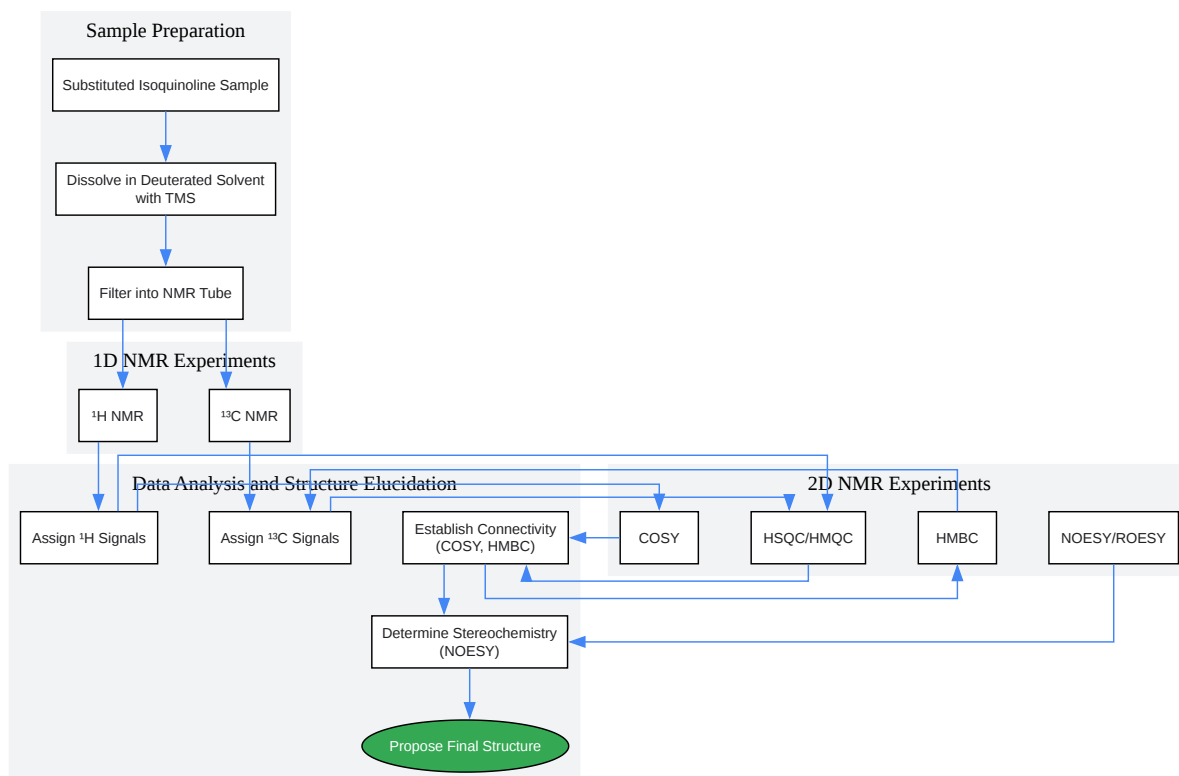 Sample Preparation
Substituted Isoquinoline Sample
Dissolve in Deuterated Solvent
with TMS
Filter into NMR Tube
1D NMR Experiments
¹H NMR
¹³C NMR
Data Analysis and Structure Elucidation
Assign ¹H Signals
Assign ¹³C Signals
Establish Connectivity
(COSY, HMBC)
2D NMR Experiments
COSY
HSQC/HMQC
HMBC
NOESY/ROESY
Determine Stereochemistry
(NOESY)
Propose Final Structure